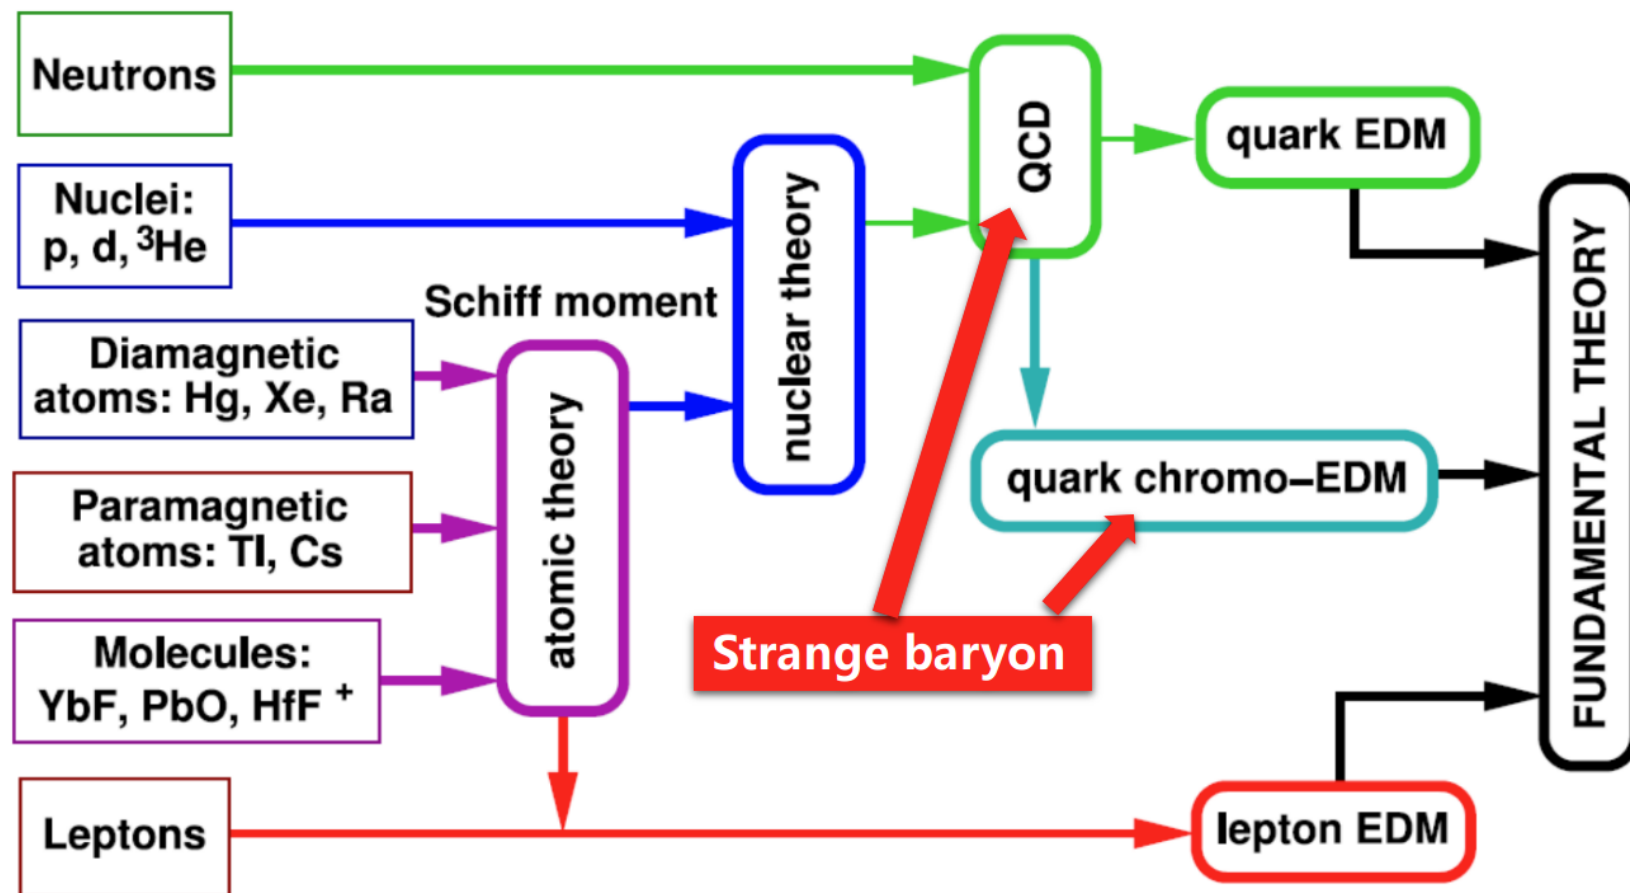 Neutrons
Nuclei:
p, d, ³He
Schiff moment
Diamagnetic
atoms: Hg, Xe, Ra
Paramagnetic
atoms: Tl, Cs
Molecules:
YbF, PbO, HfF +
Leptons
atomic theory
nuclear theory
QCD
quark EDM
quark chromo–EDM
Strange baryon
lepton EDM
FUNDAMENTAL THEORY